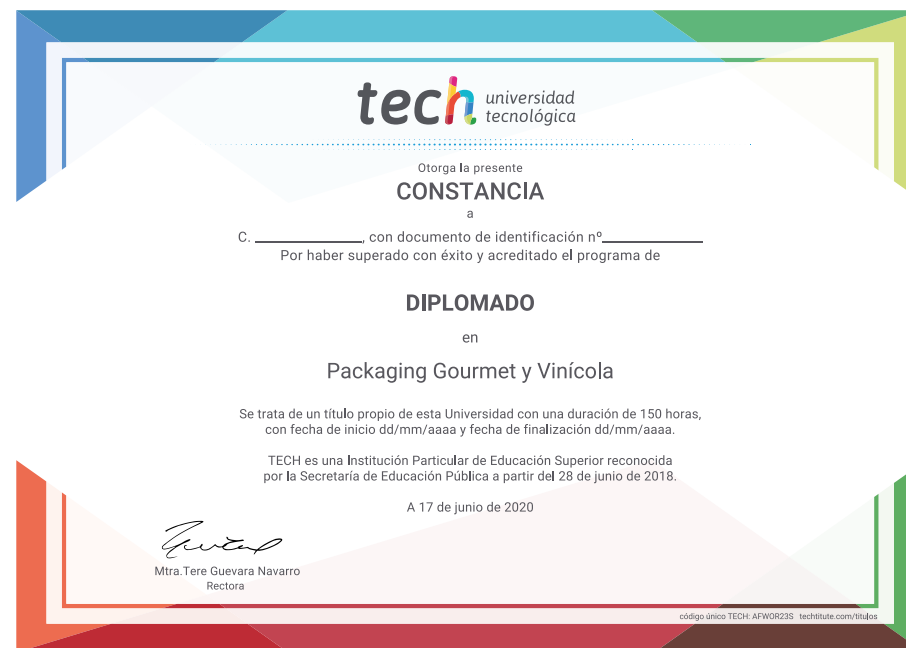 tech universidad
tecnológica
Otorga la presente
CONSTANCIA
a
C. ____________, con documento de identificación nº____________
Por haber superado con éxito y acreditado el programa de
DIPLOMADO
en
Packaging Gourmet y Vinícola
Se trata de un título propio de esta Universidad con una duración de 150 horas,
con fecha de inicio dd/mm/aaaa y fecha de finalización dd/mm/aaaa.
TECH es una Institución Particular de Educación Superior reconocida
por la Secretaría de Educación Pública a partir del 28 de junio de 2018.
A 17 de junio de 2020
Mtra.Tere Guevara Navarro
Rectora
código único TECH: AFWOR23S techtitute.com/titulos